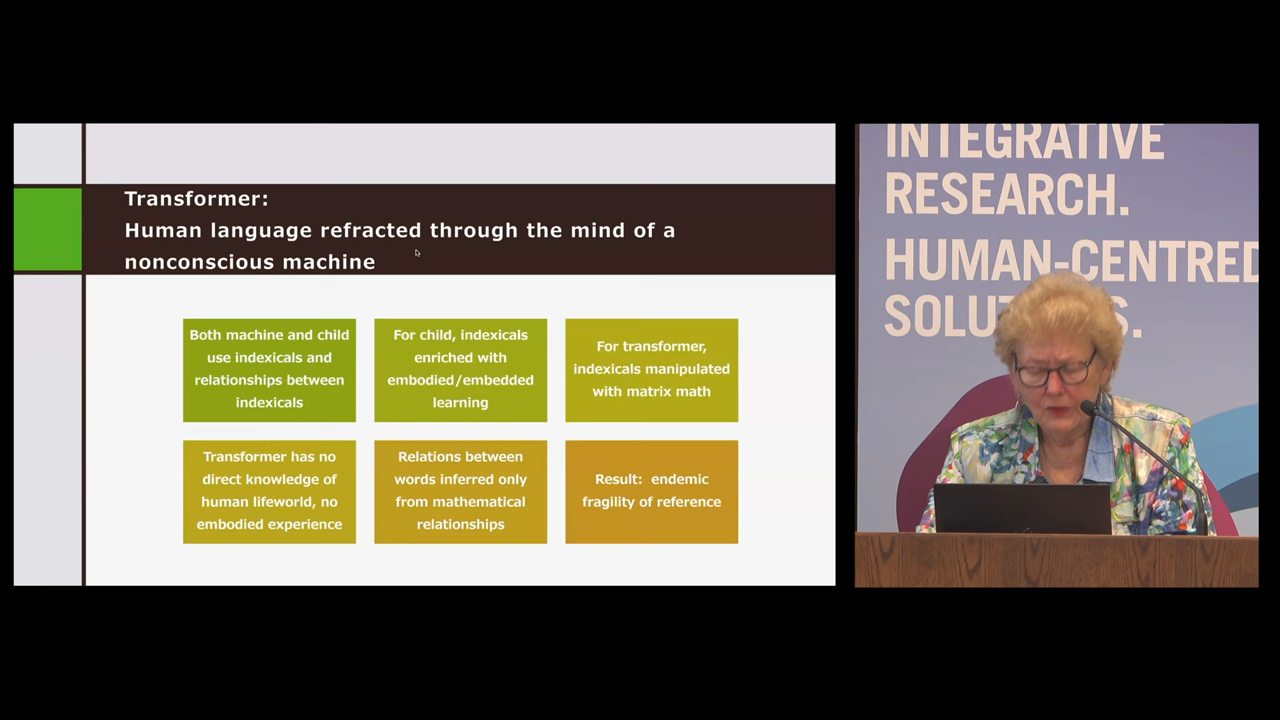 Transformer:
Human language refracted through the mind of a
nonconscious machine
Both machine and child
use indexicals and
relationships between
indexicals
For child, indexicals
enriched with
embodied/embedded
learning
For transformer,
indexicals manipulated
with matrix math
Transformer has no
direct knowledge of
human lifeworld, no
embodied experience
Relations between
words inferred only
from mathematical
relationships
Result: endemic
fragility of reference
INTEGRATIVE
RESEARCH.
HUMAN-CENTRED